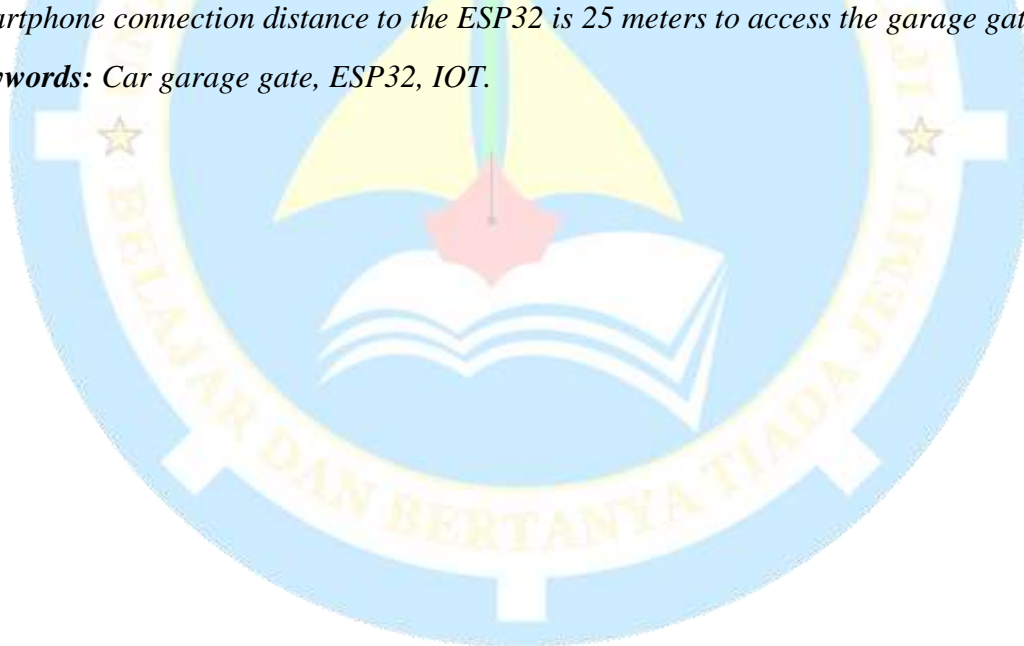 artphone connection distance to the ESP32 is 25 meters to access the garage gat
ywords: Car garage gate, ESP32, IOT.
BELAJAR DAN BERTANYA TIADA JEMU